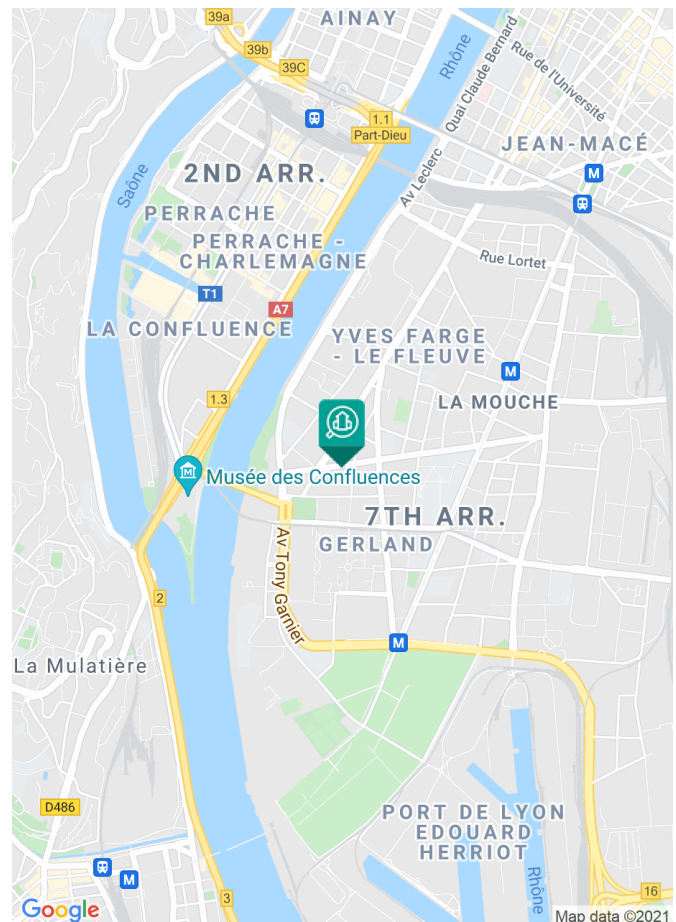 39a
AINAY
39b
39C
Rhône
Quai Claude Bernard
Rue de l'Université
1.1
Part-Dieu
JEAN-MACÉ
M
Av Leclerc
2ND ARR.
Saône
PERRACHE
PERRACHE -
CHARLEMAGNE
Rue Lortet
T1
A7
LA CONFLUENCE
YVES FARGE
- LE FLEUVE
M
LA MOUCHE
1.3
M
Musée des Confluences
7TH ARR.
GERLAND
Av Tony Garnier
2
M
La Mulatière
D486
PORT DE LYON
EDOUARD
HERRIOT
Rhône
M
3
16
Google
Map data ©2021